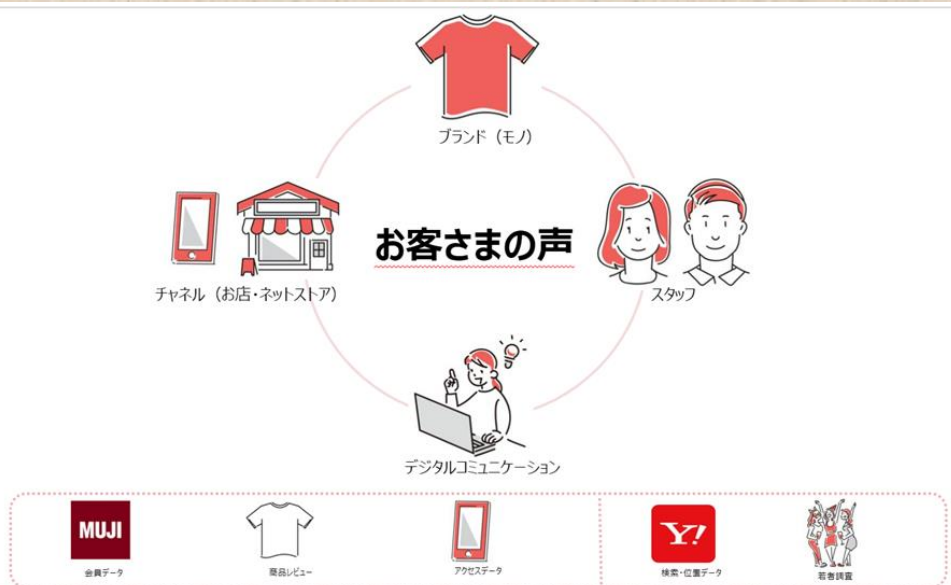 ブランド（モノ）
お客さまの声
チャネル（お店・ネットストア）
スタッフ
デジタルコミュニケーション
MUJI
Y!
会員データ
商品レビュー
アクセスデータ
検索・位置データ
若者調査